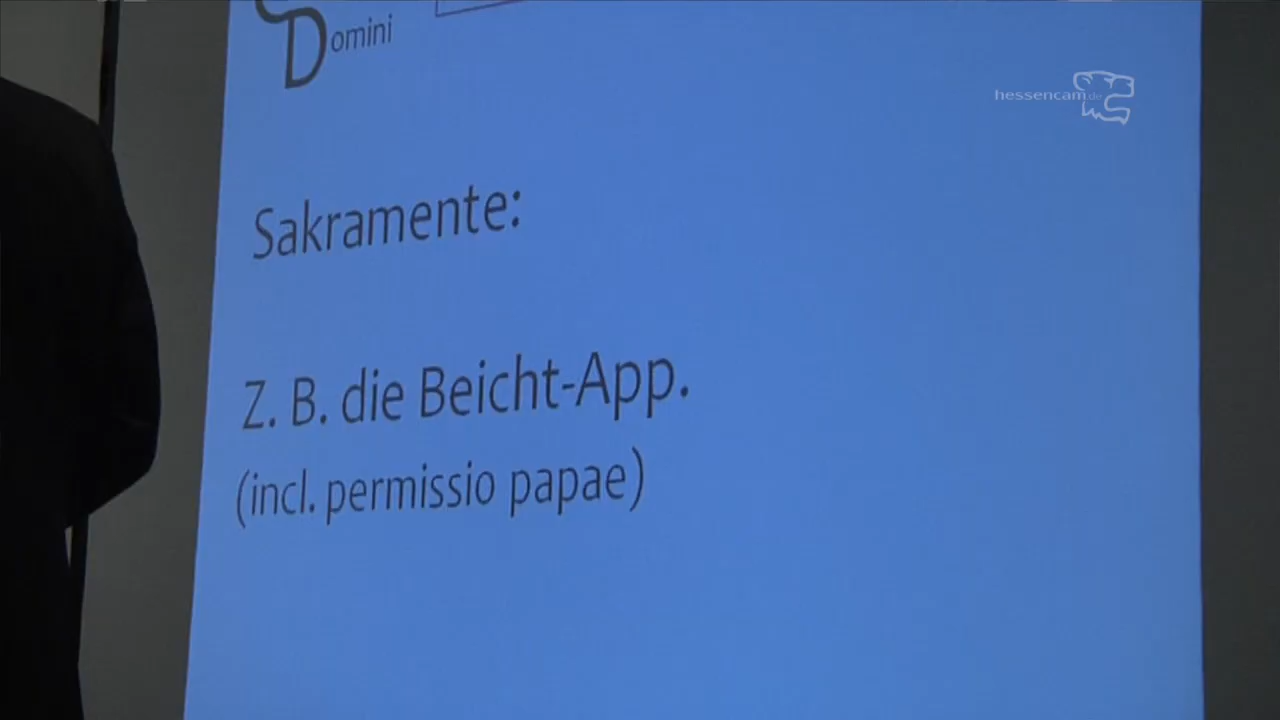 Domini
hessencam.de
Sakramente:
Z. B. die Beicht-App.
(incl. permissio papae)